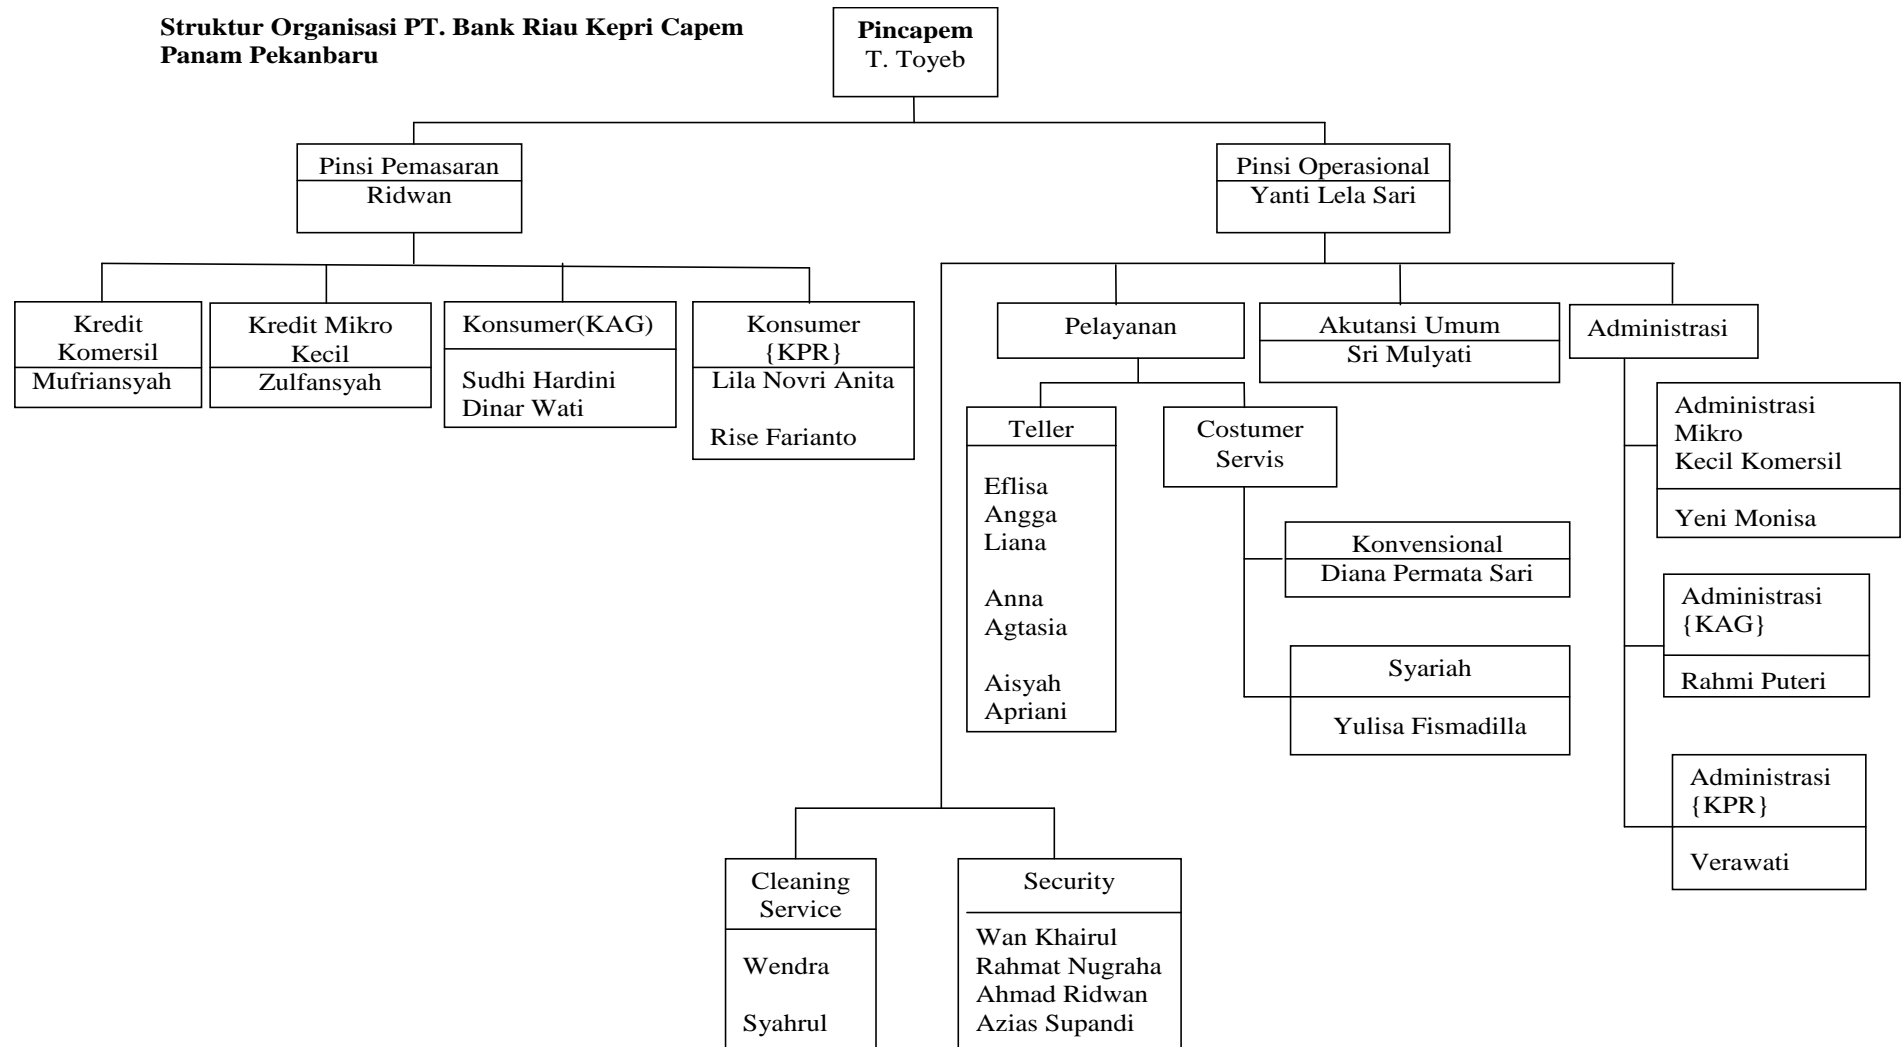 Struktur Organisasi PT. Bank Riau Kepri Capem
Panam Pekanbaru
Pincapem
T. Toyeb
Pinsi Pemasaran
Ridwan
Pinsi Operasional
Yanti Lela Sari
Kredit
Komersil
Mufriansyah
Kredit Mikro
Kecil
Zulfansyah
Konsumer(KAG)
Sudhi Hardini
Dinar Wati
Konsumer
{KPR}
Lila Novri Anita
Rise Farianto
Pelayanan
Akutansi Umum
Sri Mulyati
Administrasi
Teller
Eflisa
Angga
Liana
Anna
Agtasia
Aisyah
Apriani
Costumer
Servis
Konvensional
Diana Permata Sari
Syariah
Yulisa Fismadilla
Administrasi
Mikro
Kecil Komersil
Yeni Monisa
Administrasi
{KAG}
Rahmi Puteri
Administrasi
{KPR}
Verawati
Cleaning
Service
Wendra
Syahrul
Security
Wan Khairul
Rahmat Nugraha
Ahmad Ridwan
Azias Supandi